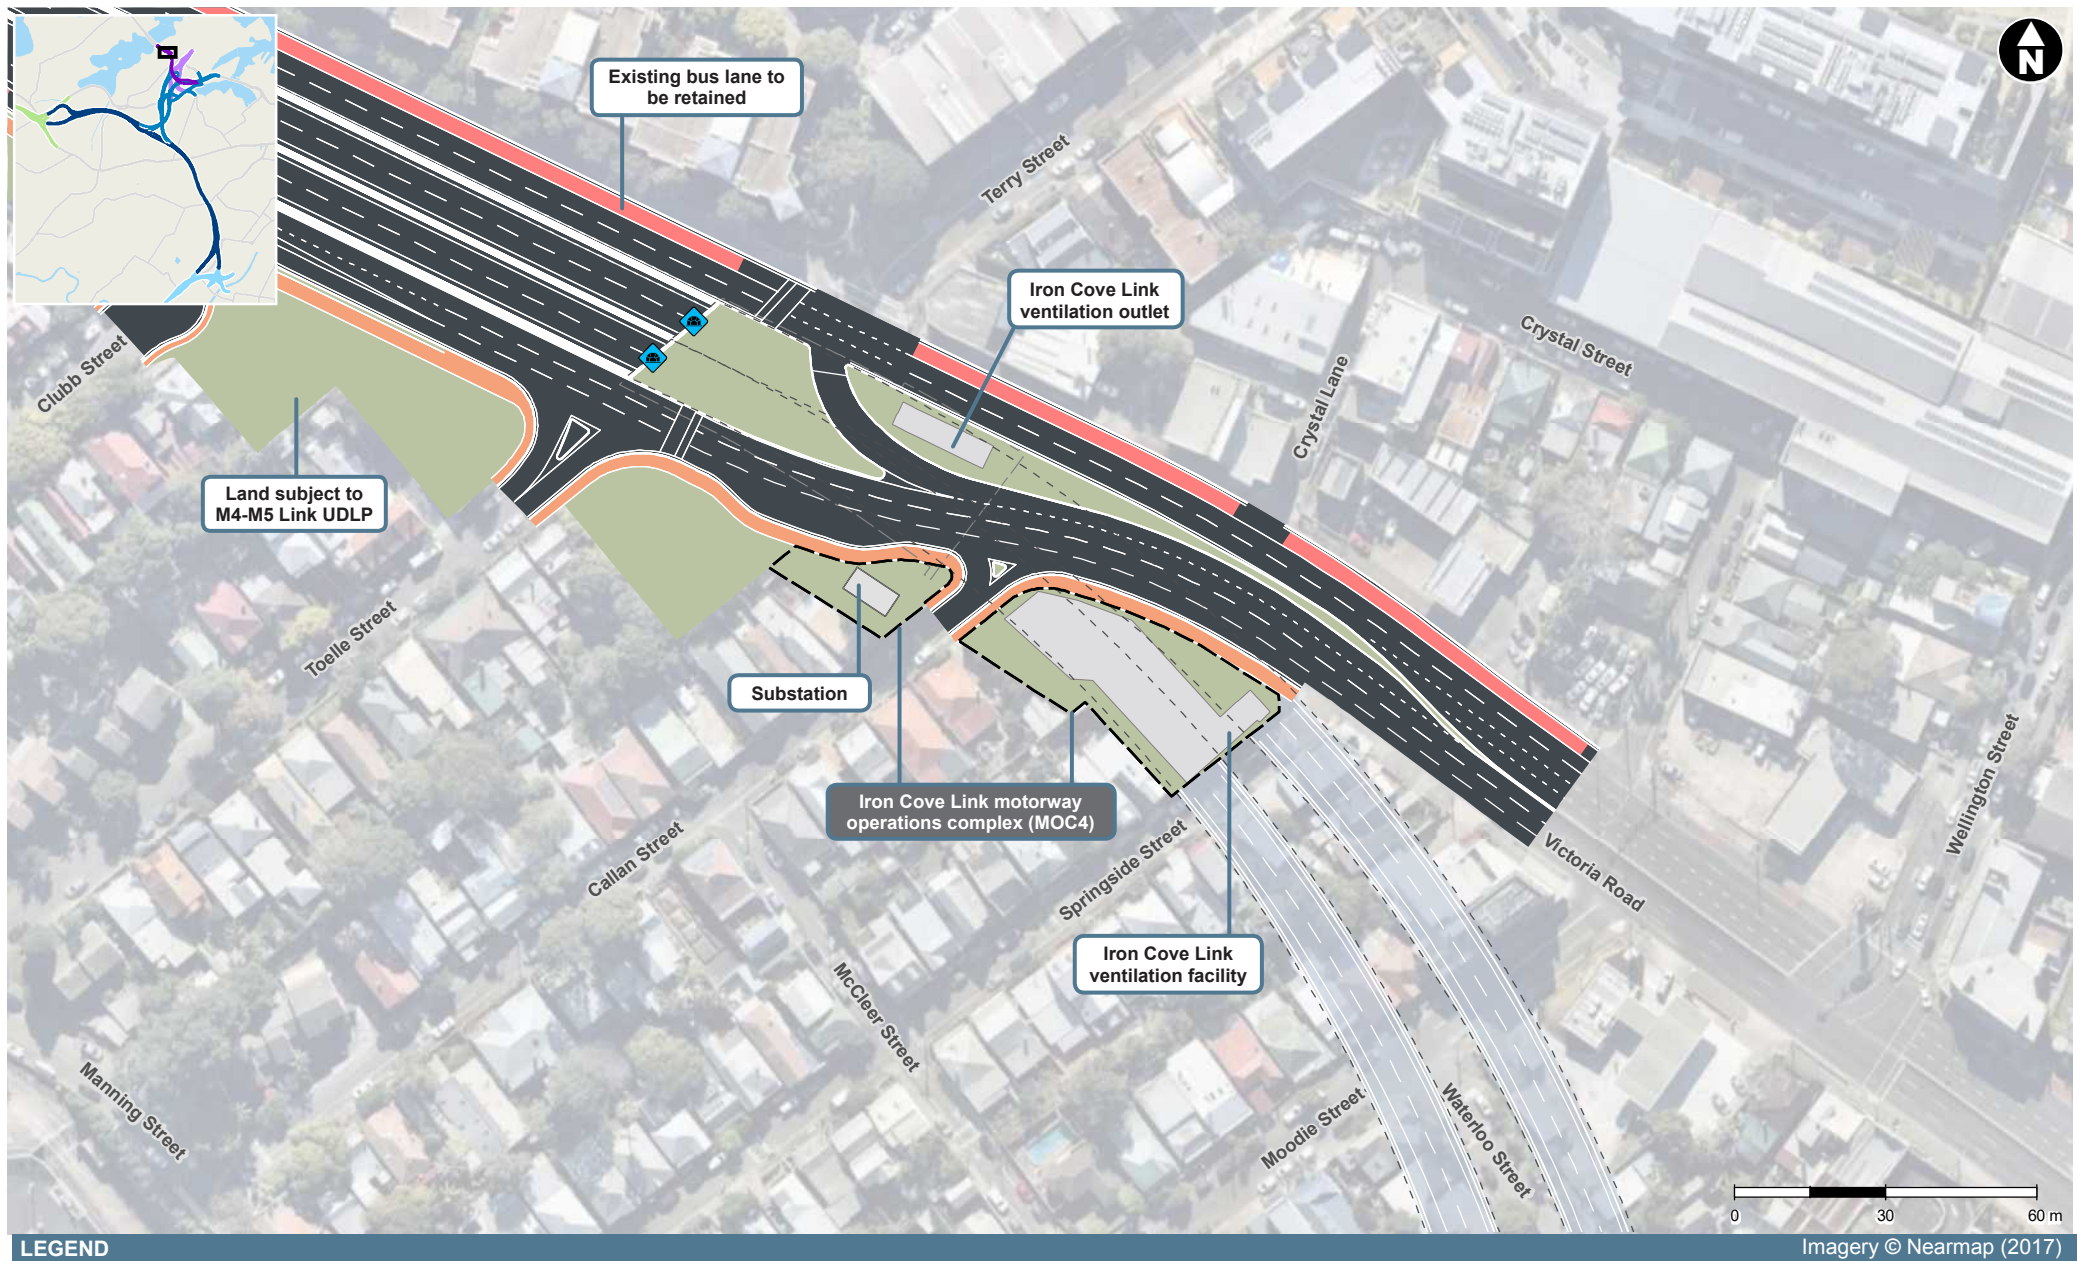 N
Existing bus lane to
be retained
Terry Street
Iron Cove Link
ventilation outlet
Crystal Street
Crystal Lane
Clubb Street
Land subject to
M4-M5 Link UDLP
Toelle Street
Substation
Iron Cove Link motorway
operations complex (MOC4)
Callan Street
Springside Street
Victoria Road
Wellington Street
Iron Cove Link
ventilation facility
McCleer Street
Manning Street
Moodie Street
Waterloo Street
0 30 60 m
LEGEND
Imagery © Nearmap (2017)